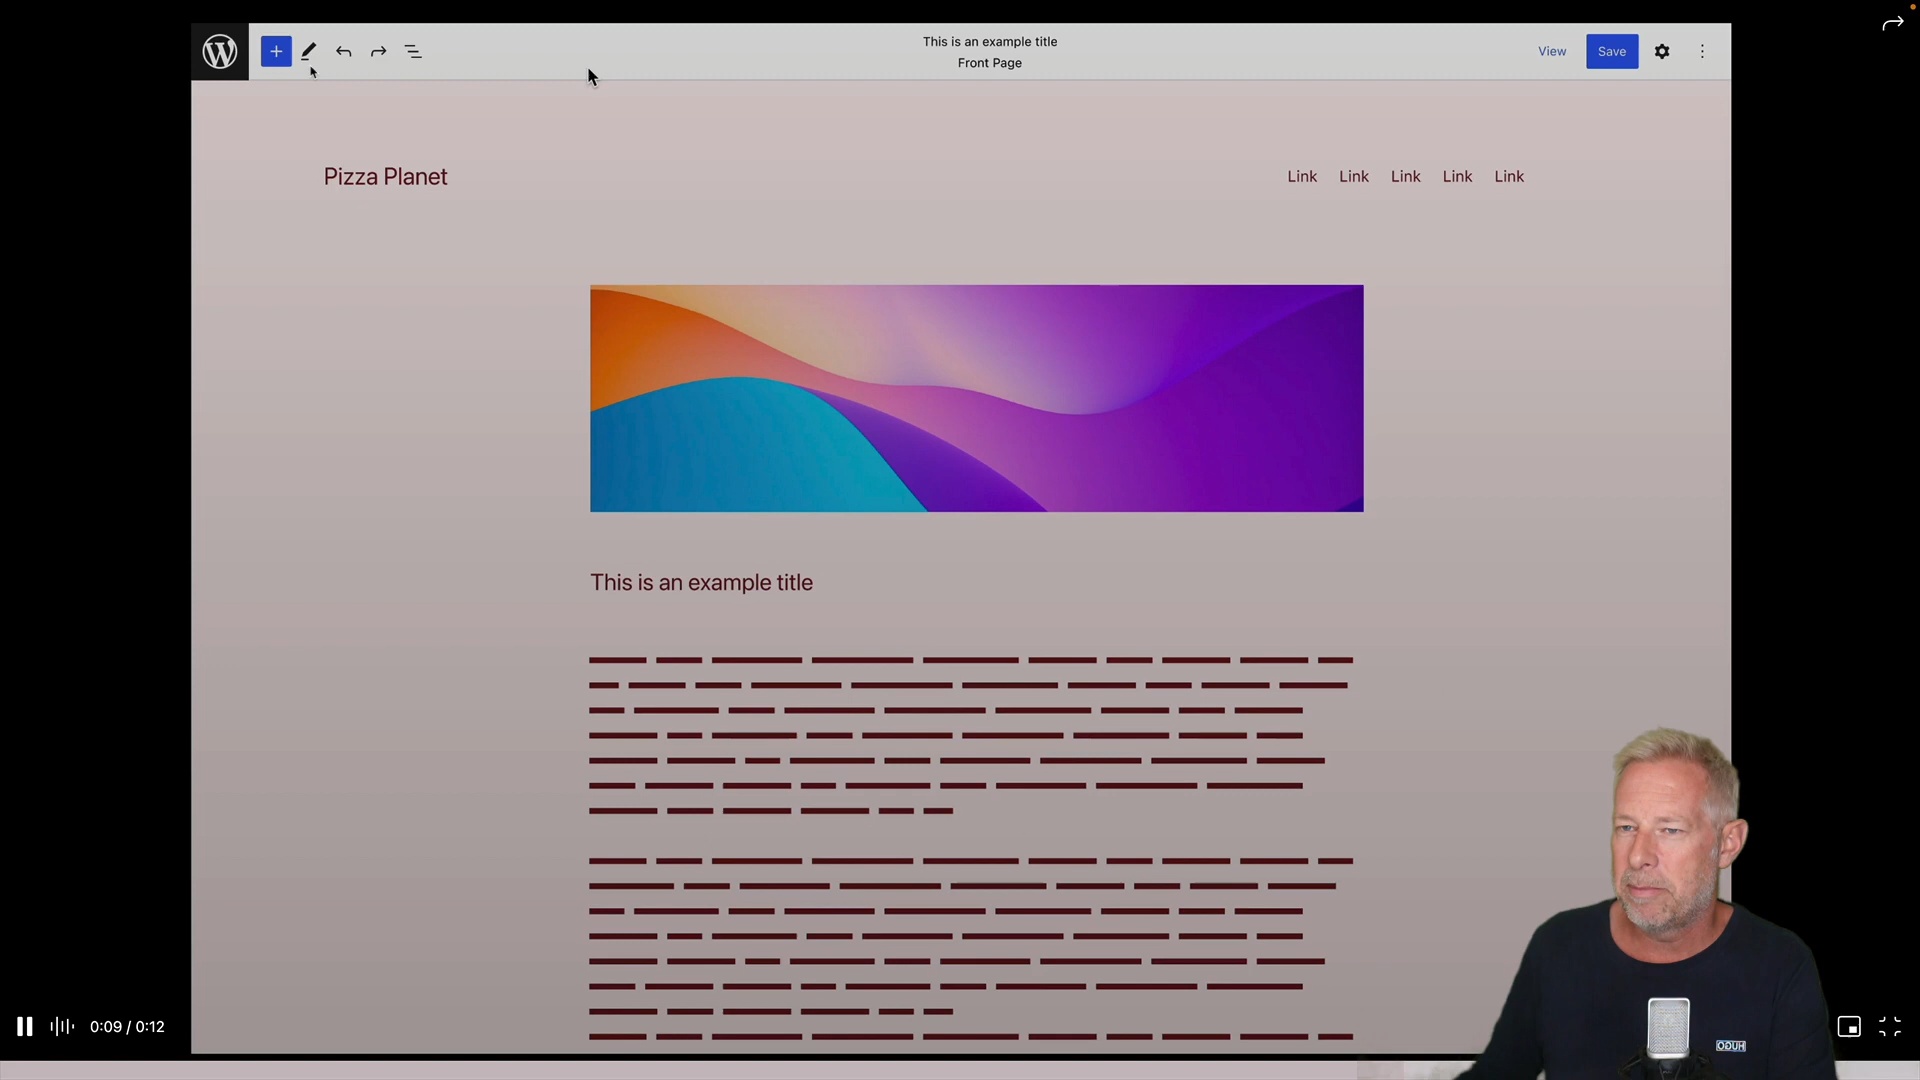 This is an example title
Front Page
View
Save
Pizza Planet
Link Link Link Link Link
This is an example title
0:09 / 0:12
HUGO